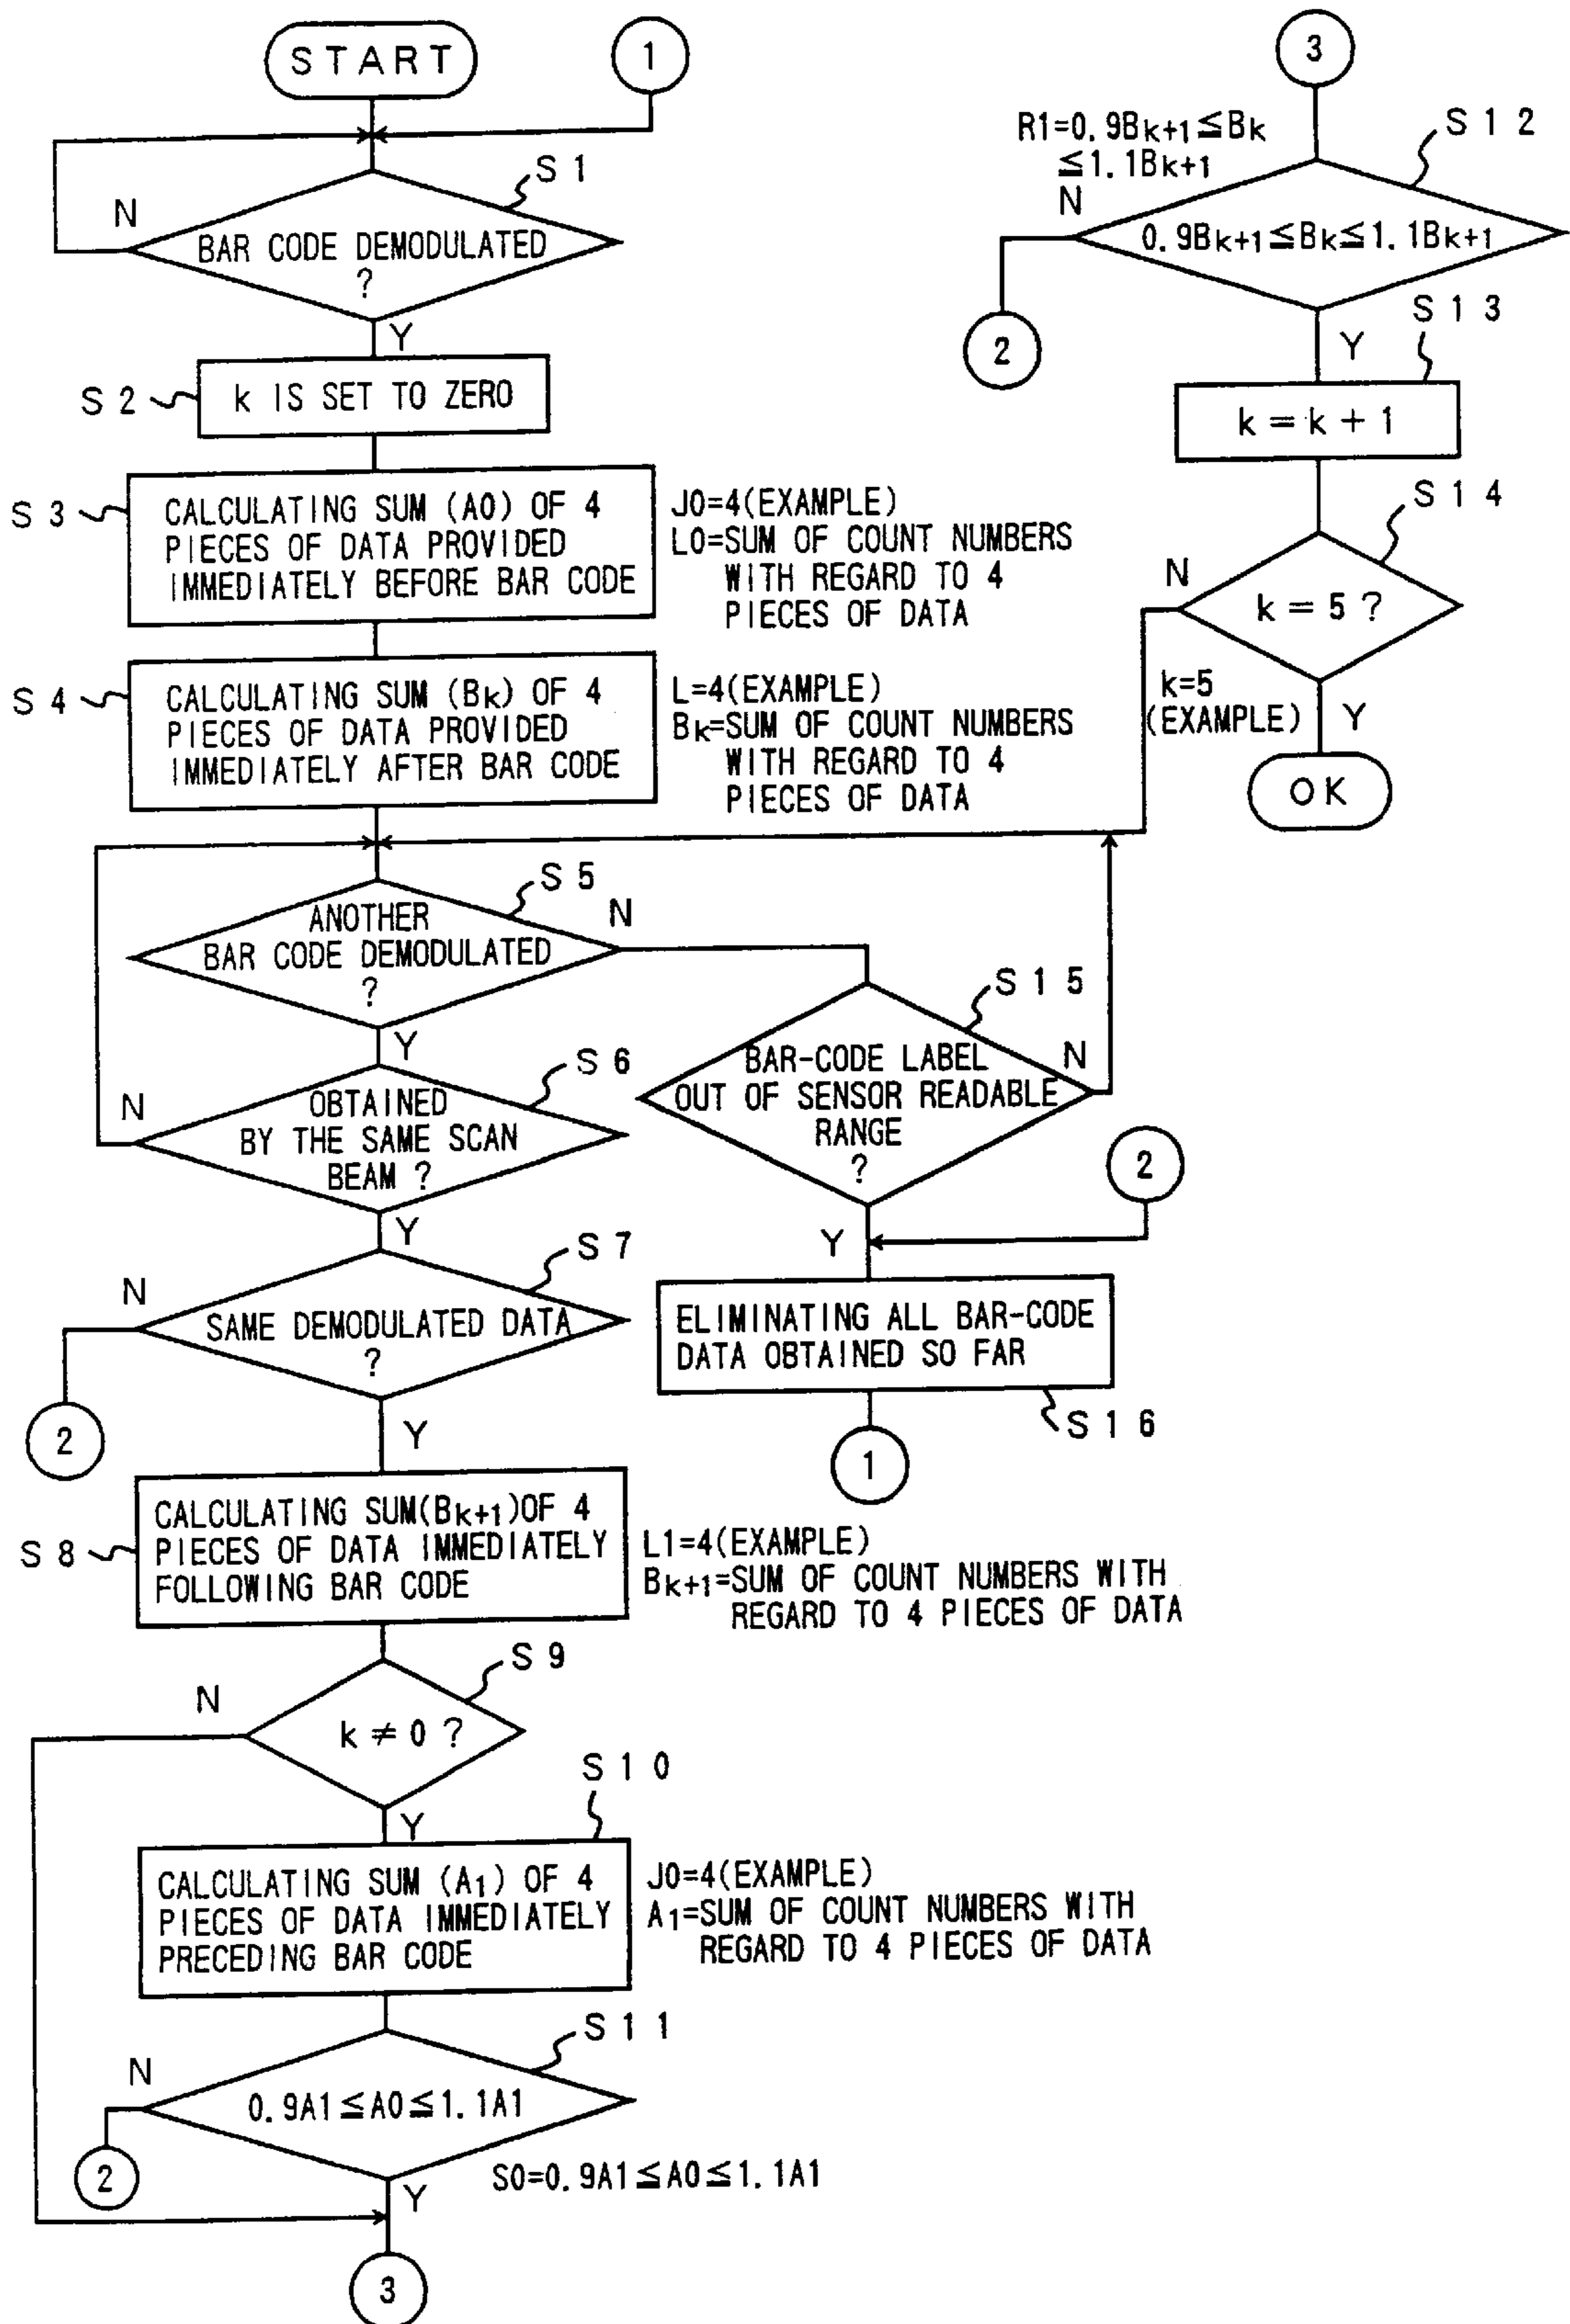 START
1
S1
N
BAR CODE DEMODULATED
?
Y
S2
k IS SET TO ZERO
S3
CALCULATING SUM (A0) OF 4
PIECES OF DATA PROVIDED
IMMEDIATELY BEFORE BAR CODE
J0=4(EXAMPLE)
L0=SUM OF COUNT NUMBERS
WITH REGARD TO 4
PIECES OF DATA
S4
CALCULATING SUM (Bk) OF 4
PIECES OF DATA PROVIDED
IMMEDIATELY AFTER BAR CODE
L=4(EXAMPLE)
Bk=SUM OF COUNT NUMBERS
WITH REGARD TO 4
PIECES OF DATA
S5
ANOTHER
BAR CODE DEMODULATED
?
N
Y
S6
OBTAINED
BY THE SAME SCAN
BEAM ?
N
Y
S7
SAME DEMODULATED DATA
?
N
2
Y
S8
CALCULATING SUM(Bk+1)OF 4
PIECES OF DATA IMMEDIATELY
FOLLOWING BAR CODE
L1=4(EXAMPLE)
Bk+1=SUM OF COUNT NUMBERS WITH
REGARD TO 4 PIECES OF DATA
S9
N
k ≠ 0 ?
Y
S10
CALCULATING SUM (A1) OF 4
PIECES OF DATA IMMEDIATELY
PRECEDING BAR CODE
J0=4(EXAMPLE)
A1=SUM OF COUNT NUMBERS WITH
REGARD TO 4 PIECES OF DATA
S11
N
0.9A1≦A0≦1.1A1
2
Y
S0=0.9A1≦A0≦1.1A1
3
3
R1=0.9Bk+1≦Bk
≦1.1Bk+1
S12
N
0.9Bk+1≦Bk≦1.1Bk+1
2
Y
S13
k = k + 1
S14
N
k = 5 ?
k=5
(EXAMPLE)
Y
OK
S15
BAR-CODE LABEL
OUT OF SENSOR READABLE
RANGE
?
N
2
Y
ELIMINATING ALL BAR-CODE
DATA OBTAINED SO FAR
S16
1